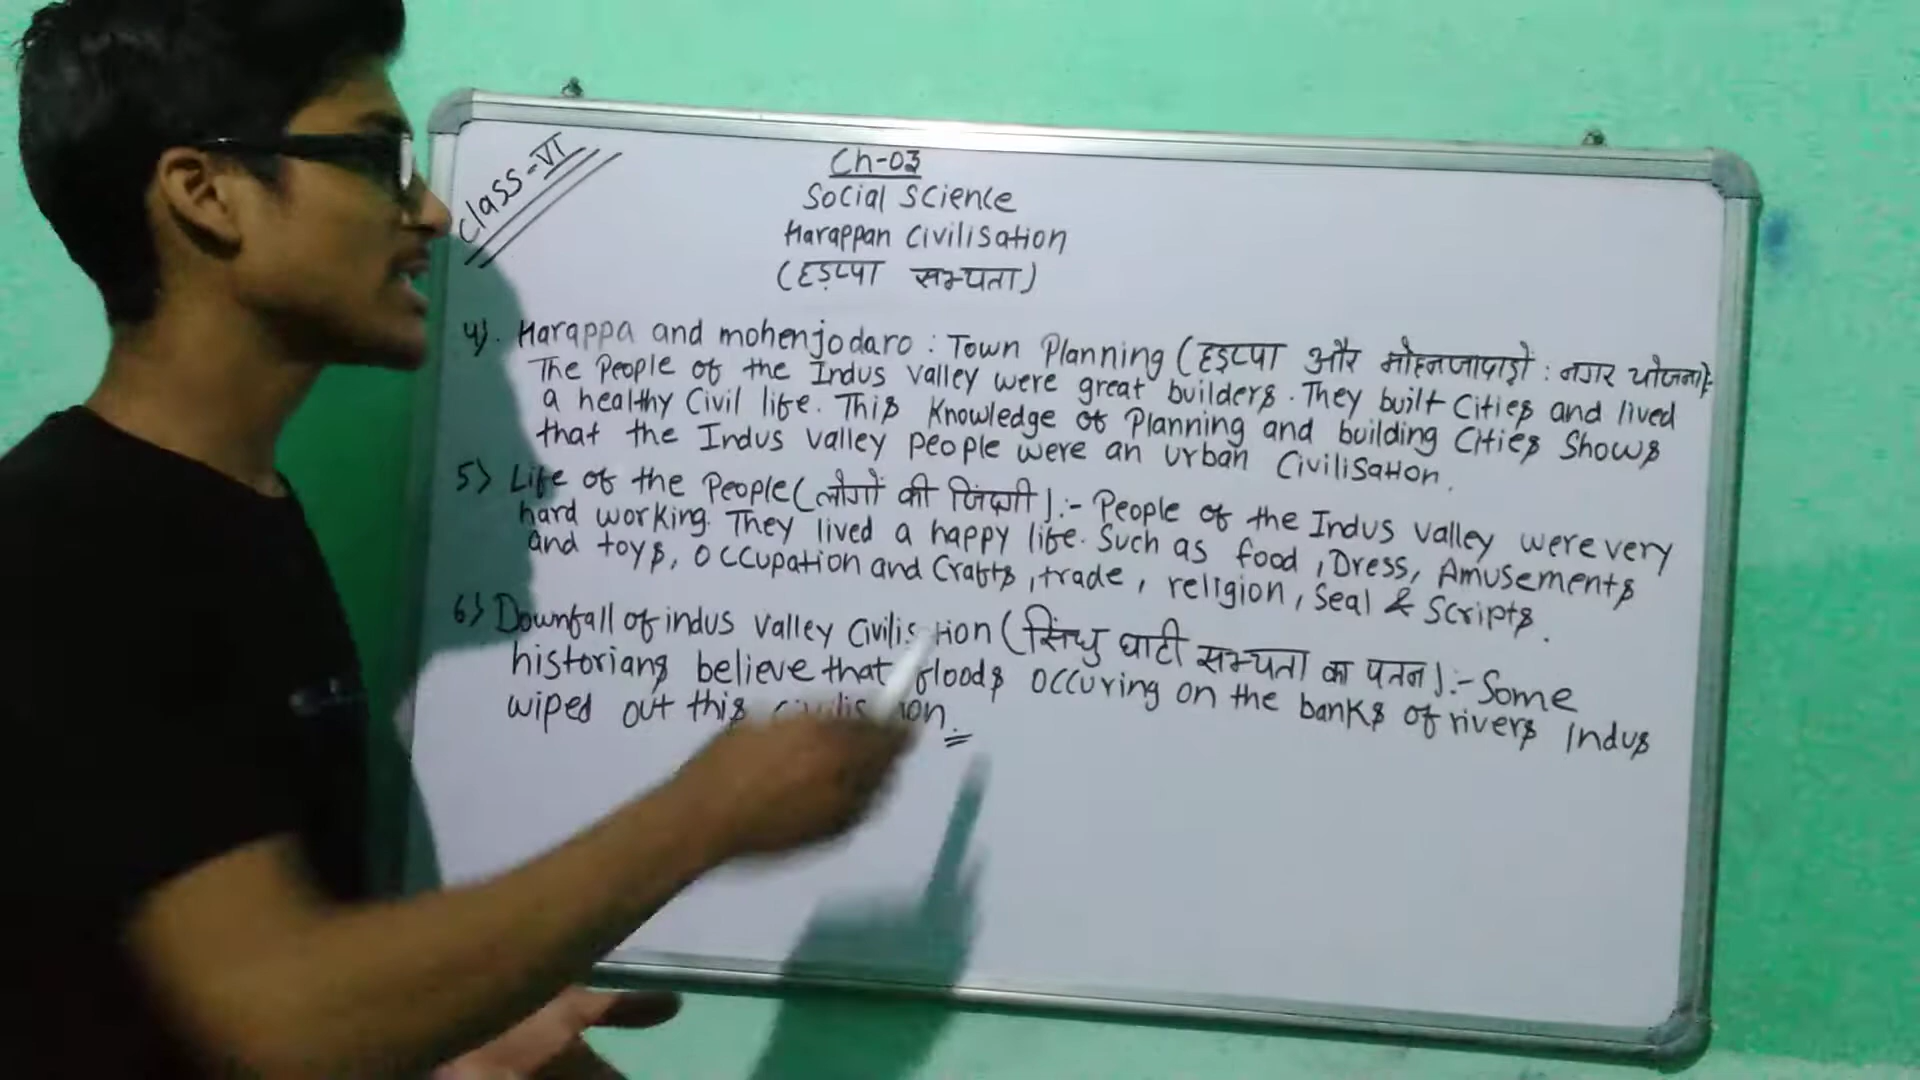 Class-VI
Ch-03
Social Science
Harappan Civilisation
(हड़प्पा सभ्यता)
4). Harappa and mohenjodaro : Town Planning (हड़प्पा और मोहनजोदाड़ो : नगर योजना):
The People of the Indus valley were great builders. They built Cities and lived
a healthy Civil life. This Knowledge of Planning and building Cities Shows
that the Indus valley people were an urban Civilisation.
5) Life of the People (लोगों की जिंदगी ) :- People of the Indus valley were very
hard working. They lived a happy life. Such as food, Dress, Amusements
and toys, Occupation and Crafts, trade, religion, Seal & Scripts.
6) Downfall of indus valley (सिंधु घाटी सभ्यता का पतन ) :- Some
historians believe that floods occuring on the banks of rivers Indus
wiped out this